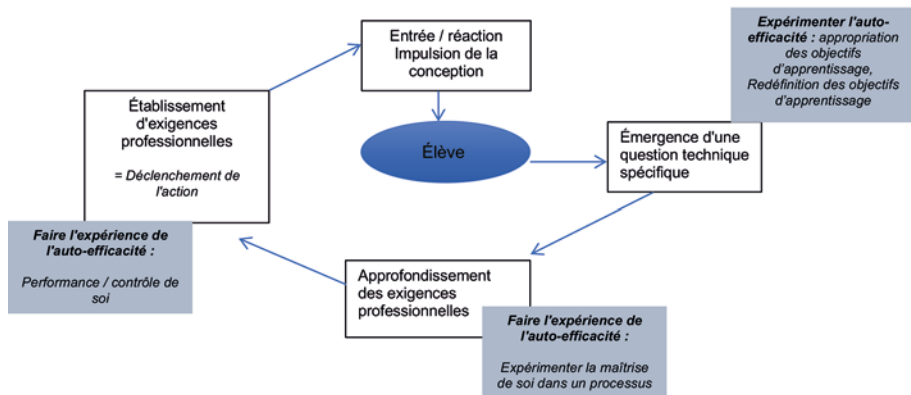 Entrée / réaction
Impulsion de la
conception
Élève
Expérimenter l'auto-
efficacité : appropriation
des objectifs
d'apprentissage,
Redéfinition des objectifs
d'apprentissage
Émergence d'une
question technique
spécifique
Approfondissement
des exigences
professionnelles
Faire l'expérience de
l'auto-efficacité :
Expérimenter la maîtrise
de soi dans un processus
Établissement
d'exigences
professionnelles
= Déclenchement de
l'action
Faire l'expérience de
l'auto-efficacité :
Performance / contrôle de
soi